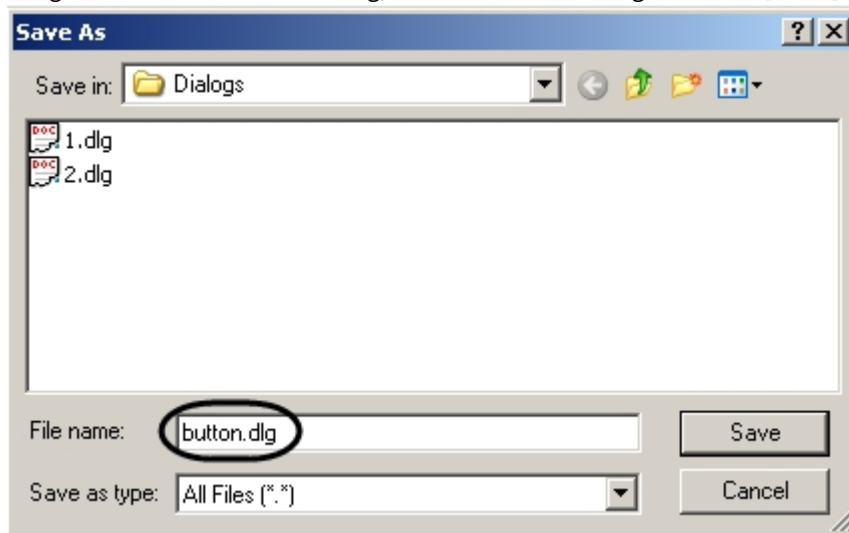 Save As
Save in: Dialogs
1.dlg
2.dlg
File name: button.dlg
Save
Save as type: All Files (*.*)
Cancel